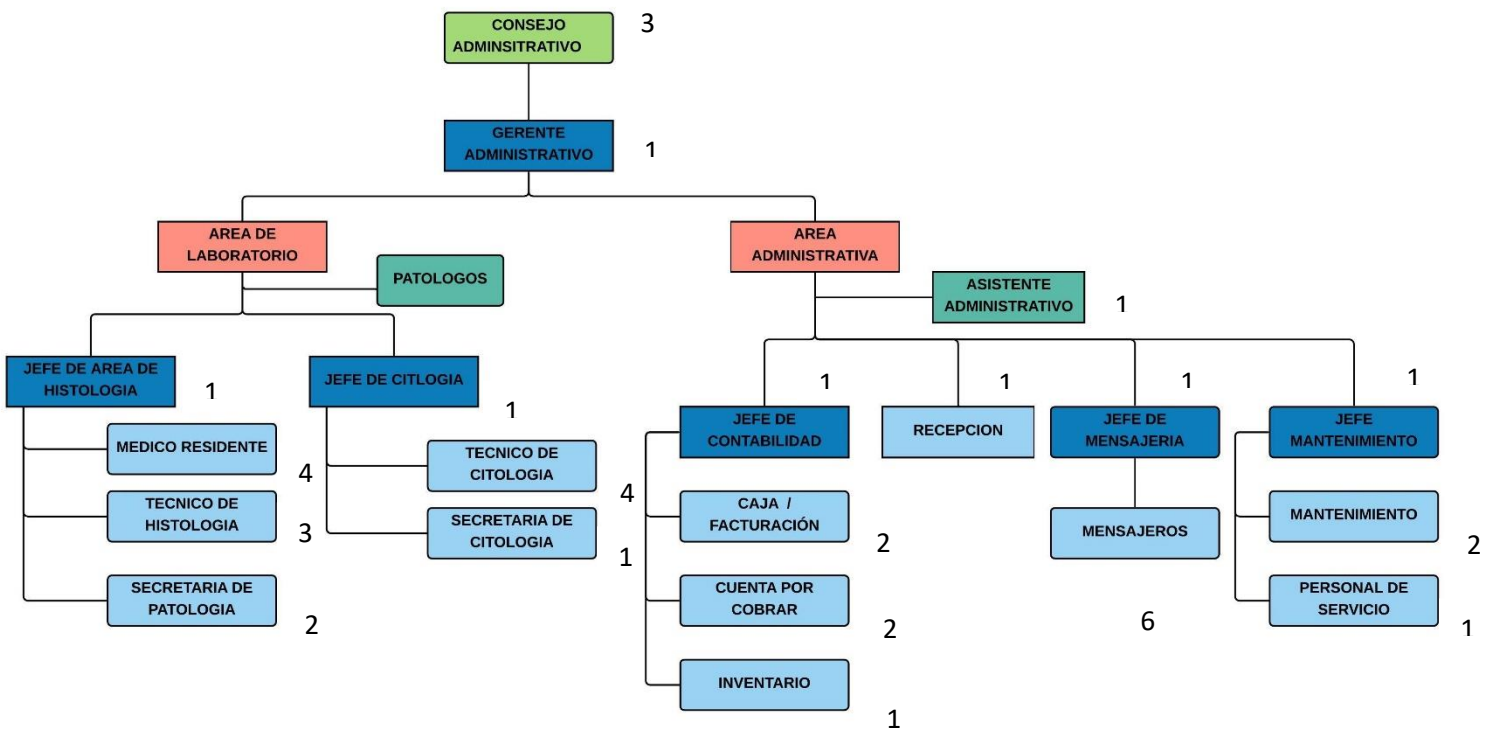 CONSEJO
ADMINSITRATIVO
3
GERENTE
ADMINISTRATIVO
1
AREA DE
LABORATORIO
PATOLOGOS
AREA
ADMINISTRATIVA
ASISTENTE
ADMINISTRATIVO
1
JEFE DE AREA DE
HISTOLOGIA
1
MEDICO RESIDENTE
4
TECNICO DE
HISTOLOGIA
3
SECRETARIA DE
PATOLOGIA
2
JEFE DE CITLOGIA
1
TECNICO DE
CITOLOGIA
4
SECRETARIA DE
CITOLOGIA
1
1
JEFE DE
CONTABILIDAD
CAJA / 
FACTURACIÓN
2
CUENTA POR
COBRAR
2
INVENTARIO
1
1
RECEPCION
1
JEFE DE
MENSAJERIA
MENSAJEROS
6
1
JEFE
MANTENIMIENTO
MANTENIMIENTO
2
PERSONAL DE
SERVICIO
1